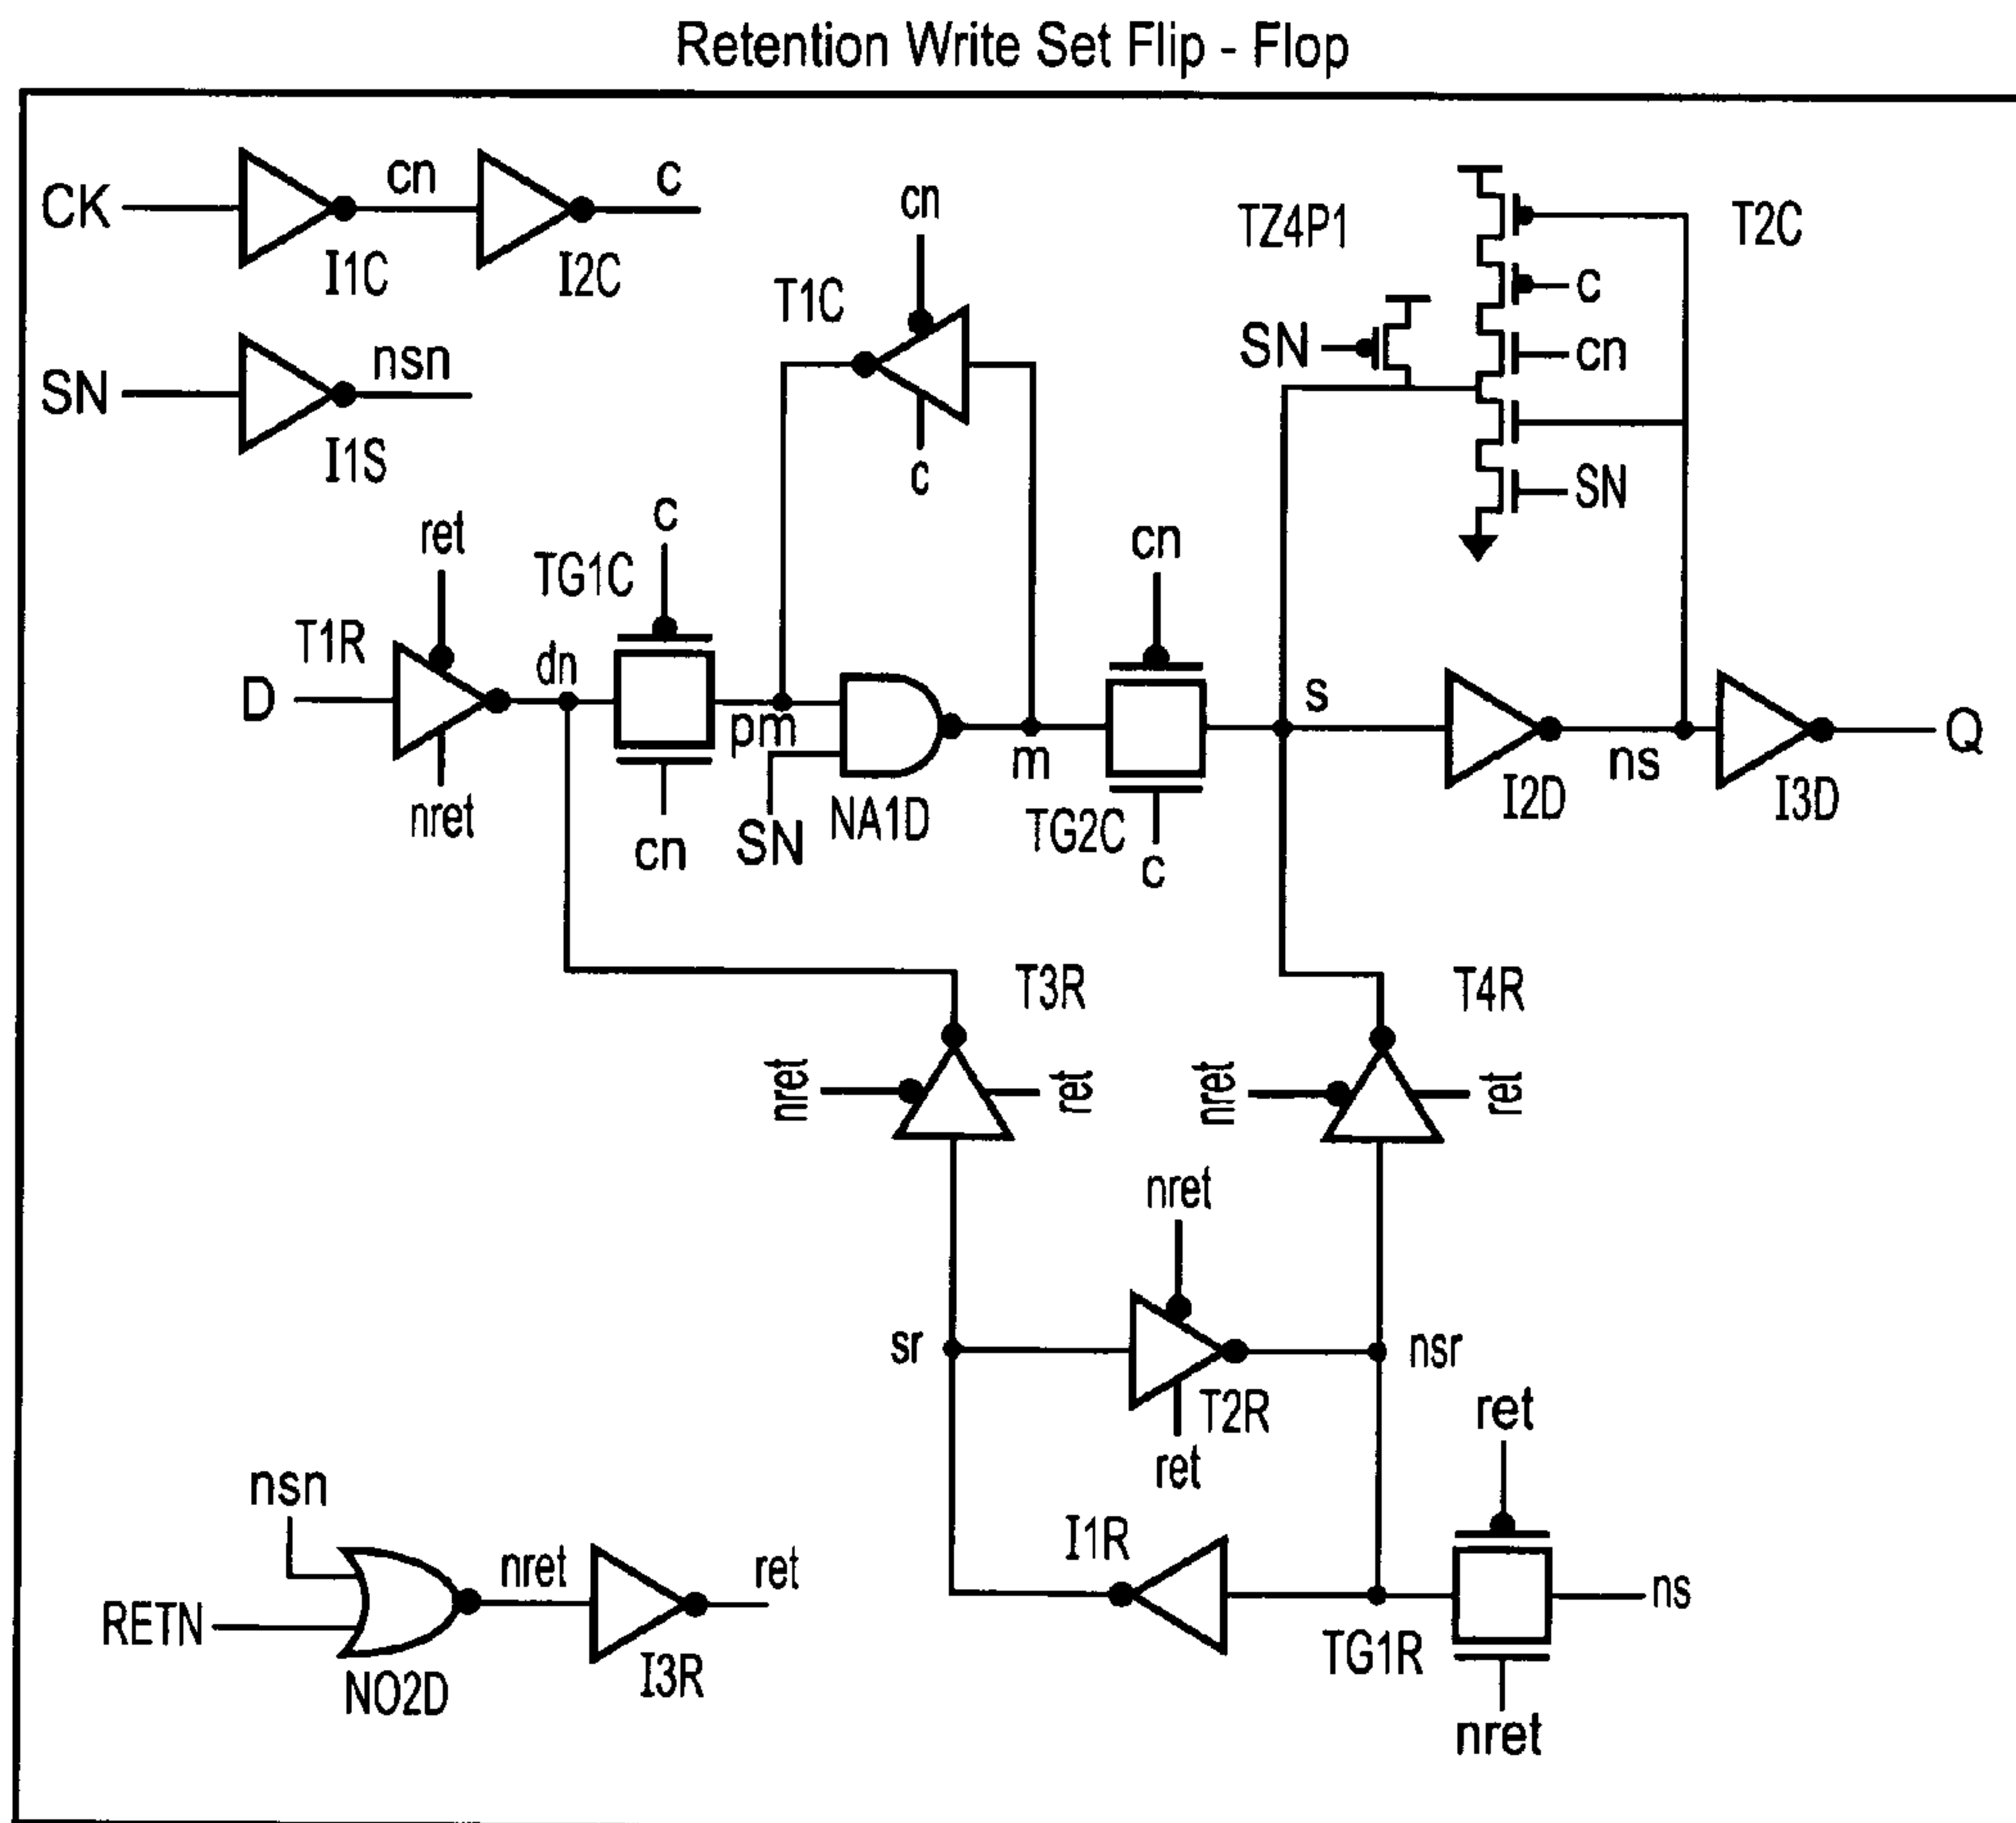 Retention Write Set Flip - Flop
CK
cn
c
I1C
I2C
SN
nsn
I1S
cn
T1C
c
TZ4P1
T2C
SN
c
cn
SN
ret
T1R
D
nret
dn
TG1C
c
cn
pm
SN
NA1D
m
cn
TG2C
c
s
I2D
ns
I3D
Q
T3R
nret
ret
T4R
nret
ret
sr
nret
T2R
ret
nsr
I1R
ret
TG1R
ns
nret
nsn
RETN
NO2D
nret
I3R
ret